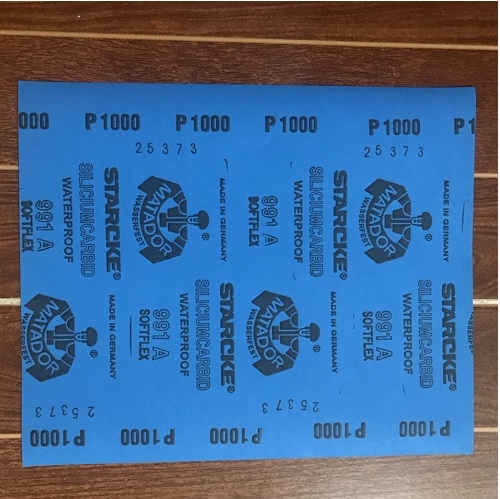 000 P1000 P1000 P1000 P1000 P1
25373 25373
STARCKE®
SILICIUMCARBID
WATERPROOF
991 A
SOFTFLEX
MATADOR®
WASSERFEST
MADE IN GERMANY
STARCKE®
SILICIUMCARBID
WATERPROOF
991 A
SOFTFLEX
MATADOR®
WASSERFEST
MADE IN GERMANY
MATADOR®
WASSERFEST
MADE IN GERMANY
991 A
SOFTFLEX
STARCKE®
SILICIUMCARBID
WATERPROOF
MATADOR®
WASSERFEST
MADE IN GERMANY
991 A
SOFTFLEX
STARCKE®
SILICIUMCARBID
WATERPROOF
25373 25373
P1000 P1000 P1000 P1000 P1000